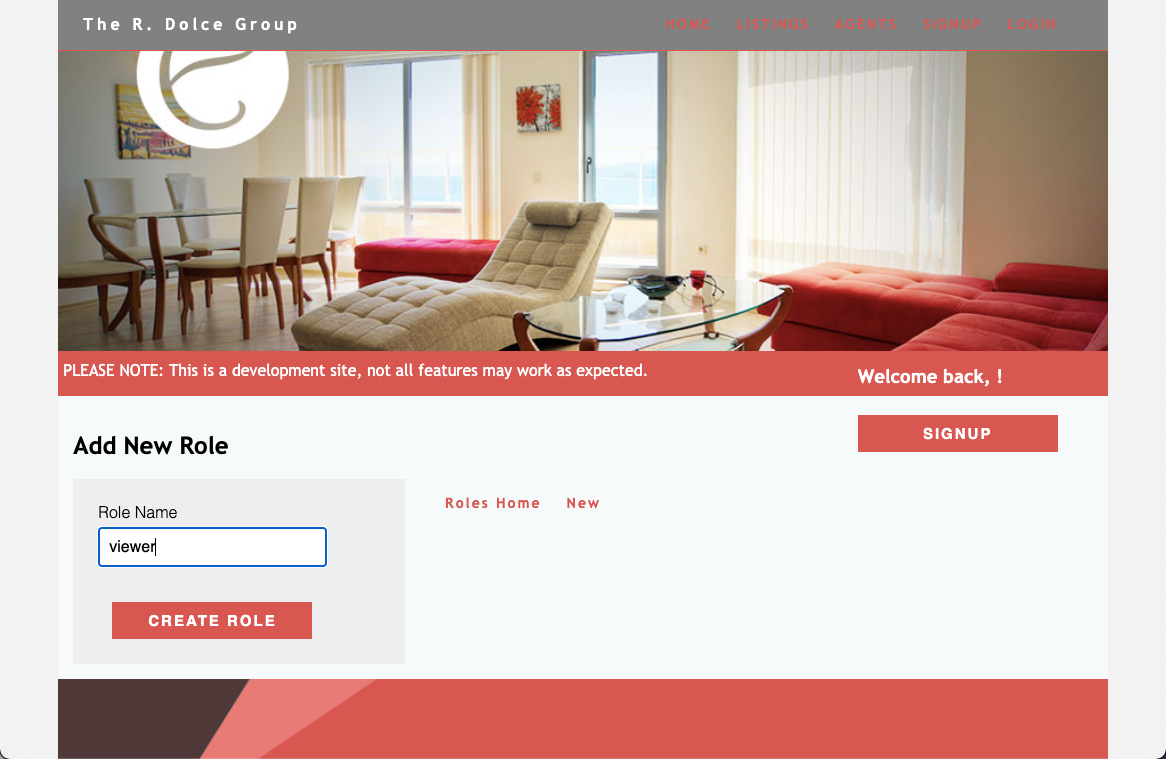 The R. Dolce Group
HOME LISTINGS AGENTS SIGNUP LOGIN
PLEASE NOTE: This is a development site, not all features may work as expected.
Welcome back, !
SIGNUP
Add New Role
Roles Home New
Role Name
viewer
CREATE ROLE